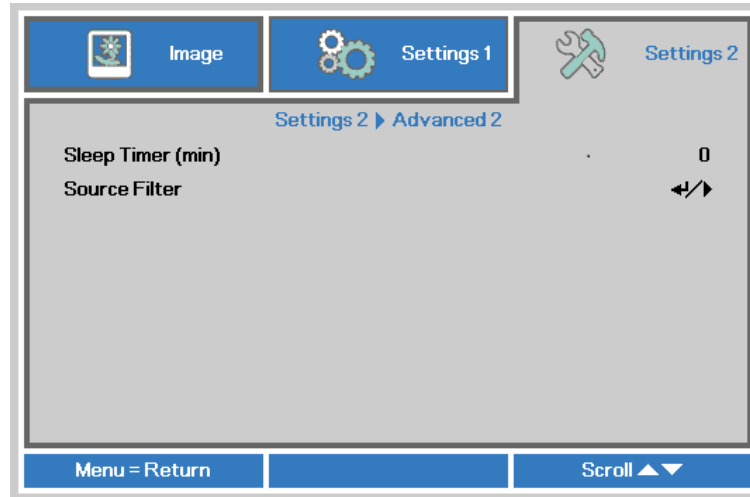 Image
Settings 1
Settings 2
Settings 2 ▶ Advanced 2
Sleep Timer (min) 0
Source Filter ↵/▶
Menu = Return
Scroll ▲▼